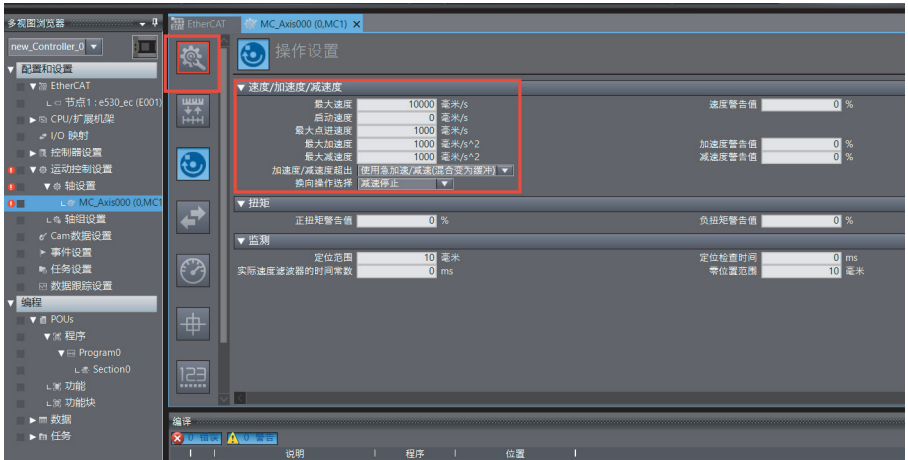 多视图浏览器
new_Controller_0
配置和设置
EtherCAT
节点1 : e530_ec (E001)
CPU/扩展机架
I/O 映射
控制器设置
运动控制设置
轴设置
MC_Axis000 (0,MC1
轴组设置
Cam数据设置
事件设置
任务设置
数据跟踪设置
编程
POUs
程序
Program0
Section0
功能
功能块
数据
任务
EtherCAT
MC_Axis000 (0,MC1)
操作设置
速度/加速度/减速度
最大速度 10000 毫米/s 速度警告值 0 %
启动速度 0 毫米/s
最大点进速度 1000 毫米/s
最大加速度 1000 毫米/s^2 加速度警告值 0 %
最大减速度 1000 毫米/s^2 减速度警告值 0 %
加速度/减速度超出 使用急加速/减速(混合变为缓冲)
换向操作选择 减速停止
扭矩
正扭矩警告值 0 % 负扭矩警告值 0 %
监测
定位范围 10 毫米 定位检查时间 0 ms
实际速度滤波器的时间常数 0 ms 零位置范围 10 毫米
123
编译
0 错误 0 警告
说明 程序 位置